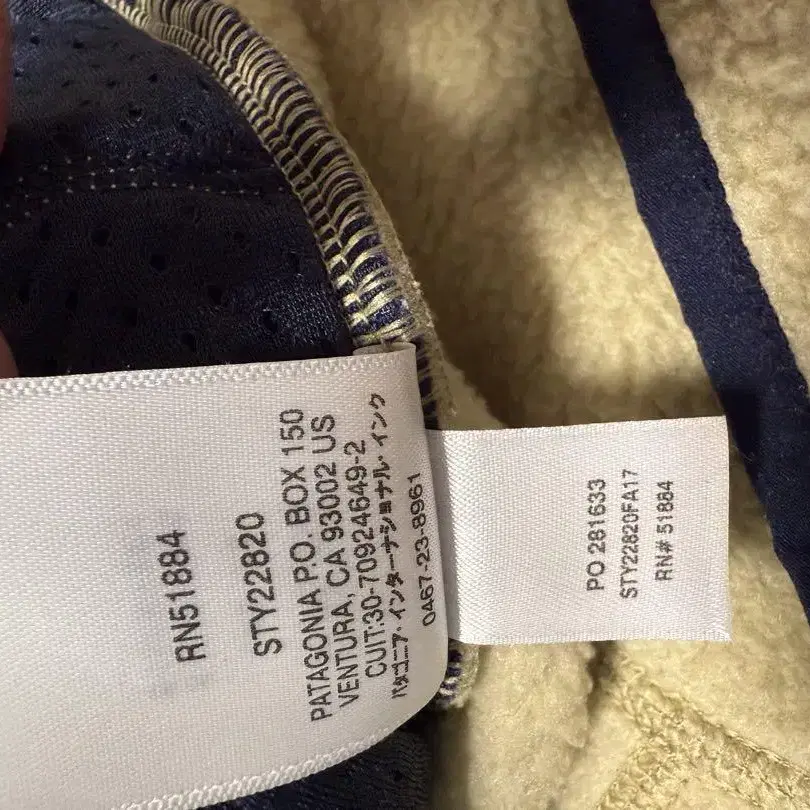 RN51884
STY22820
PATAGONIA P.O. BOX 150
VENTURA, CA 93002 US
CUIT:30-70924649-2
パタゴニア・インターナショナル・インク
0467-23-8961
PO 281633
STY22820FA17
RN# 51884